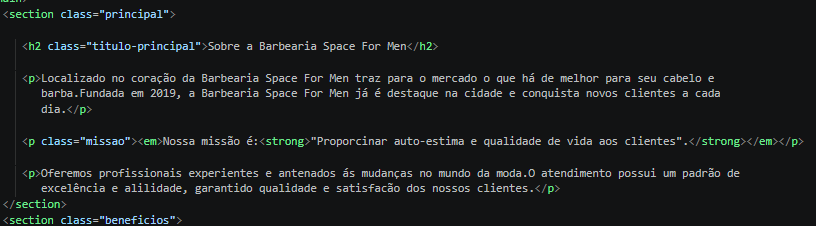 <section class="principal">
<h2 class="titulo-principal">Sobre a Barbearia Space For Men</h2>
<p>Localizado no coração da Barbearia Space For Men traz para o mercado o que há de melhor para seu cabelo e
barba.Fundada em 2019, a Barbearia Space For Men já é destaque na cidade e conquista novos clientes a cada
dia.</p>
<p class="missao"><em>Nossa missão é:<strong>"Proporcinar auto-estima e qualidade de vida aos clientes".</strong></em></p>
<p>Oferemos profissionais experientes e antenados ás mudanças no mundo da moda.O atendimento possui um padrão de
excelência e alilidade, garantido qualidade e satisfacão dos nossos clientes.</p>
</section>
<section class="beneficios">